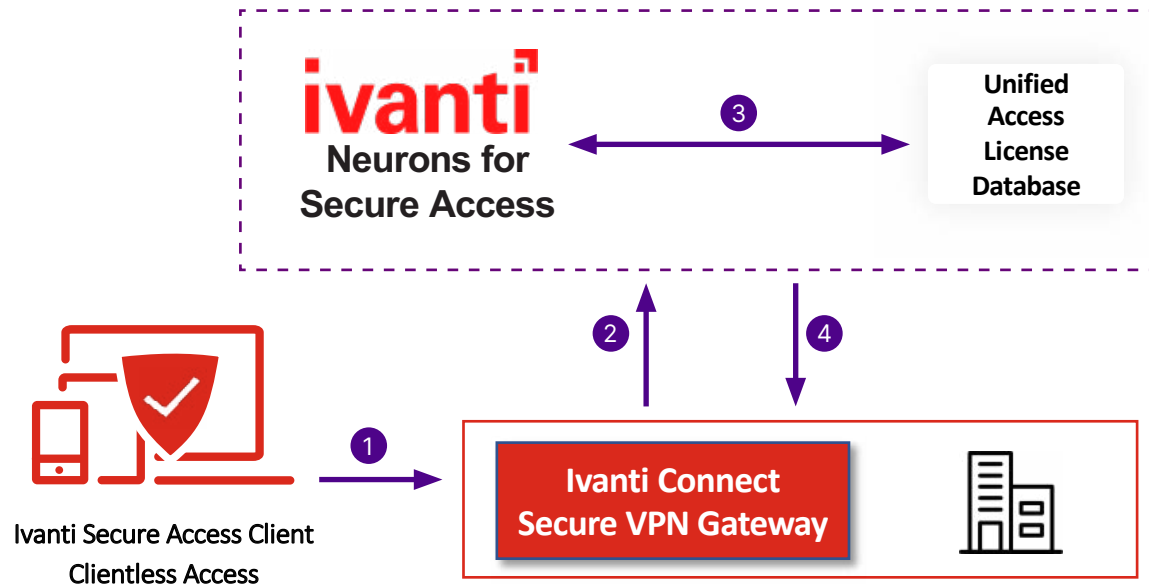 ivanti
Neurons for
Secure Access
3
Unified
Access
License
Database
2
4
1
Ivanti Connect
Secure VPN Gateway
Ivanti Secure Access Client
Clientless Access